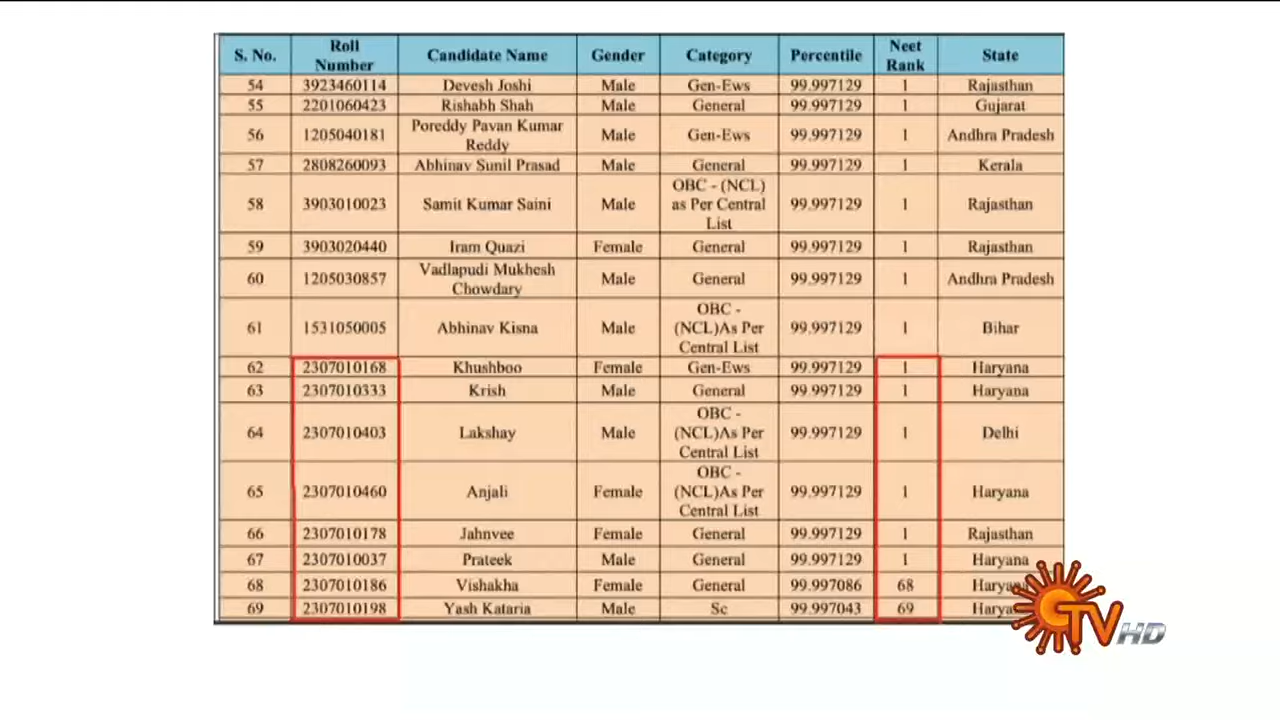 S. No. Roll Number Candidate Name Gender Category Percentile Neet Rank State
54 3923460114 Devesh Joshi Male Gen-Ews 99.997129 1 Rajasthan
55 2201060423 Rishabh Shah Male General 99.997129 1 Gujarat
56 1205040181 Poreddy Pavan Kumar Reddy Male Gen-Ews 99.997129 1 Andhra Pradesh
57 2808260093 Abhinav Sunil Prasad Male General 99.997129 1 Kerala
58 3903010023 Samit Kumar Saini Male OBC - (NCL) as Per Central List 99.997129 1 Rajasthan
59 3903020440 Iram Quazi Female General 99.997129 1 Rajasthan
60 1205030857 Vadlapudi Mukhesh Chowdary Male General 99.997129 1 Andhra Pradesh
61 1531050005 Abhinav Kisna Male OBC - (NCL)As Per Central List 99.997129 1 Bihar
62 2307010168 Khushboo Female Gen-Ews 99.997129 1 Haryana
63 2307010333 Krish Male General 99.997129 1 Haryana
64 2307010403 Lakshay Male OBC - (NCL)As Per Central List 99.997129 1 Delhi
65 2307010460 Anjali Female OBC - (NCL)As Per Central List 99.997129 1 Haryana
66 2307010178 Jahnvee Female General 99.997129 1 Rajasthan
67 2307010037 Prateek Male General 99.997129 1 Haryana
68 2307010186 Vishakha Female General 99.997086 68 Harya
69 2307010198 Yash Kataria Male Sc 99.997043 69 Harya
TV HD